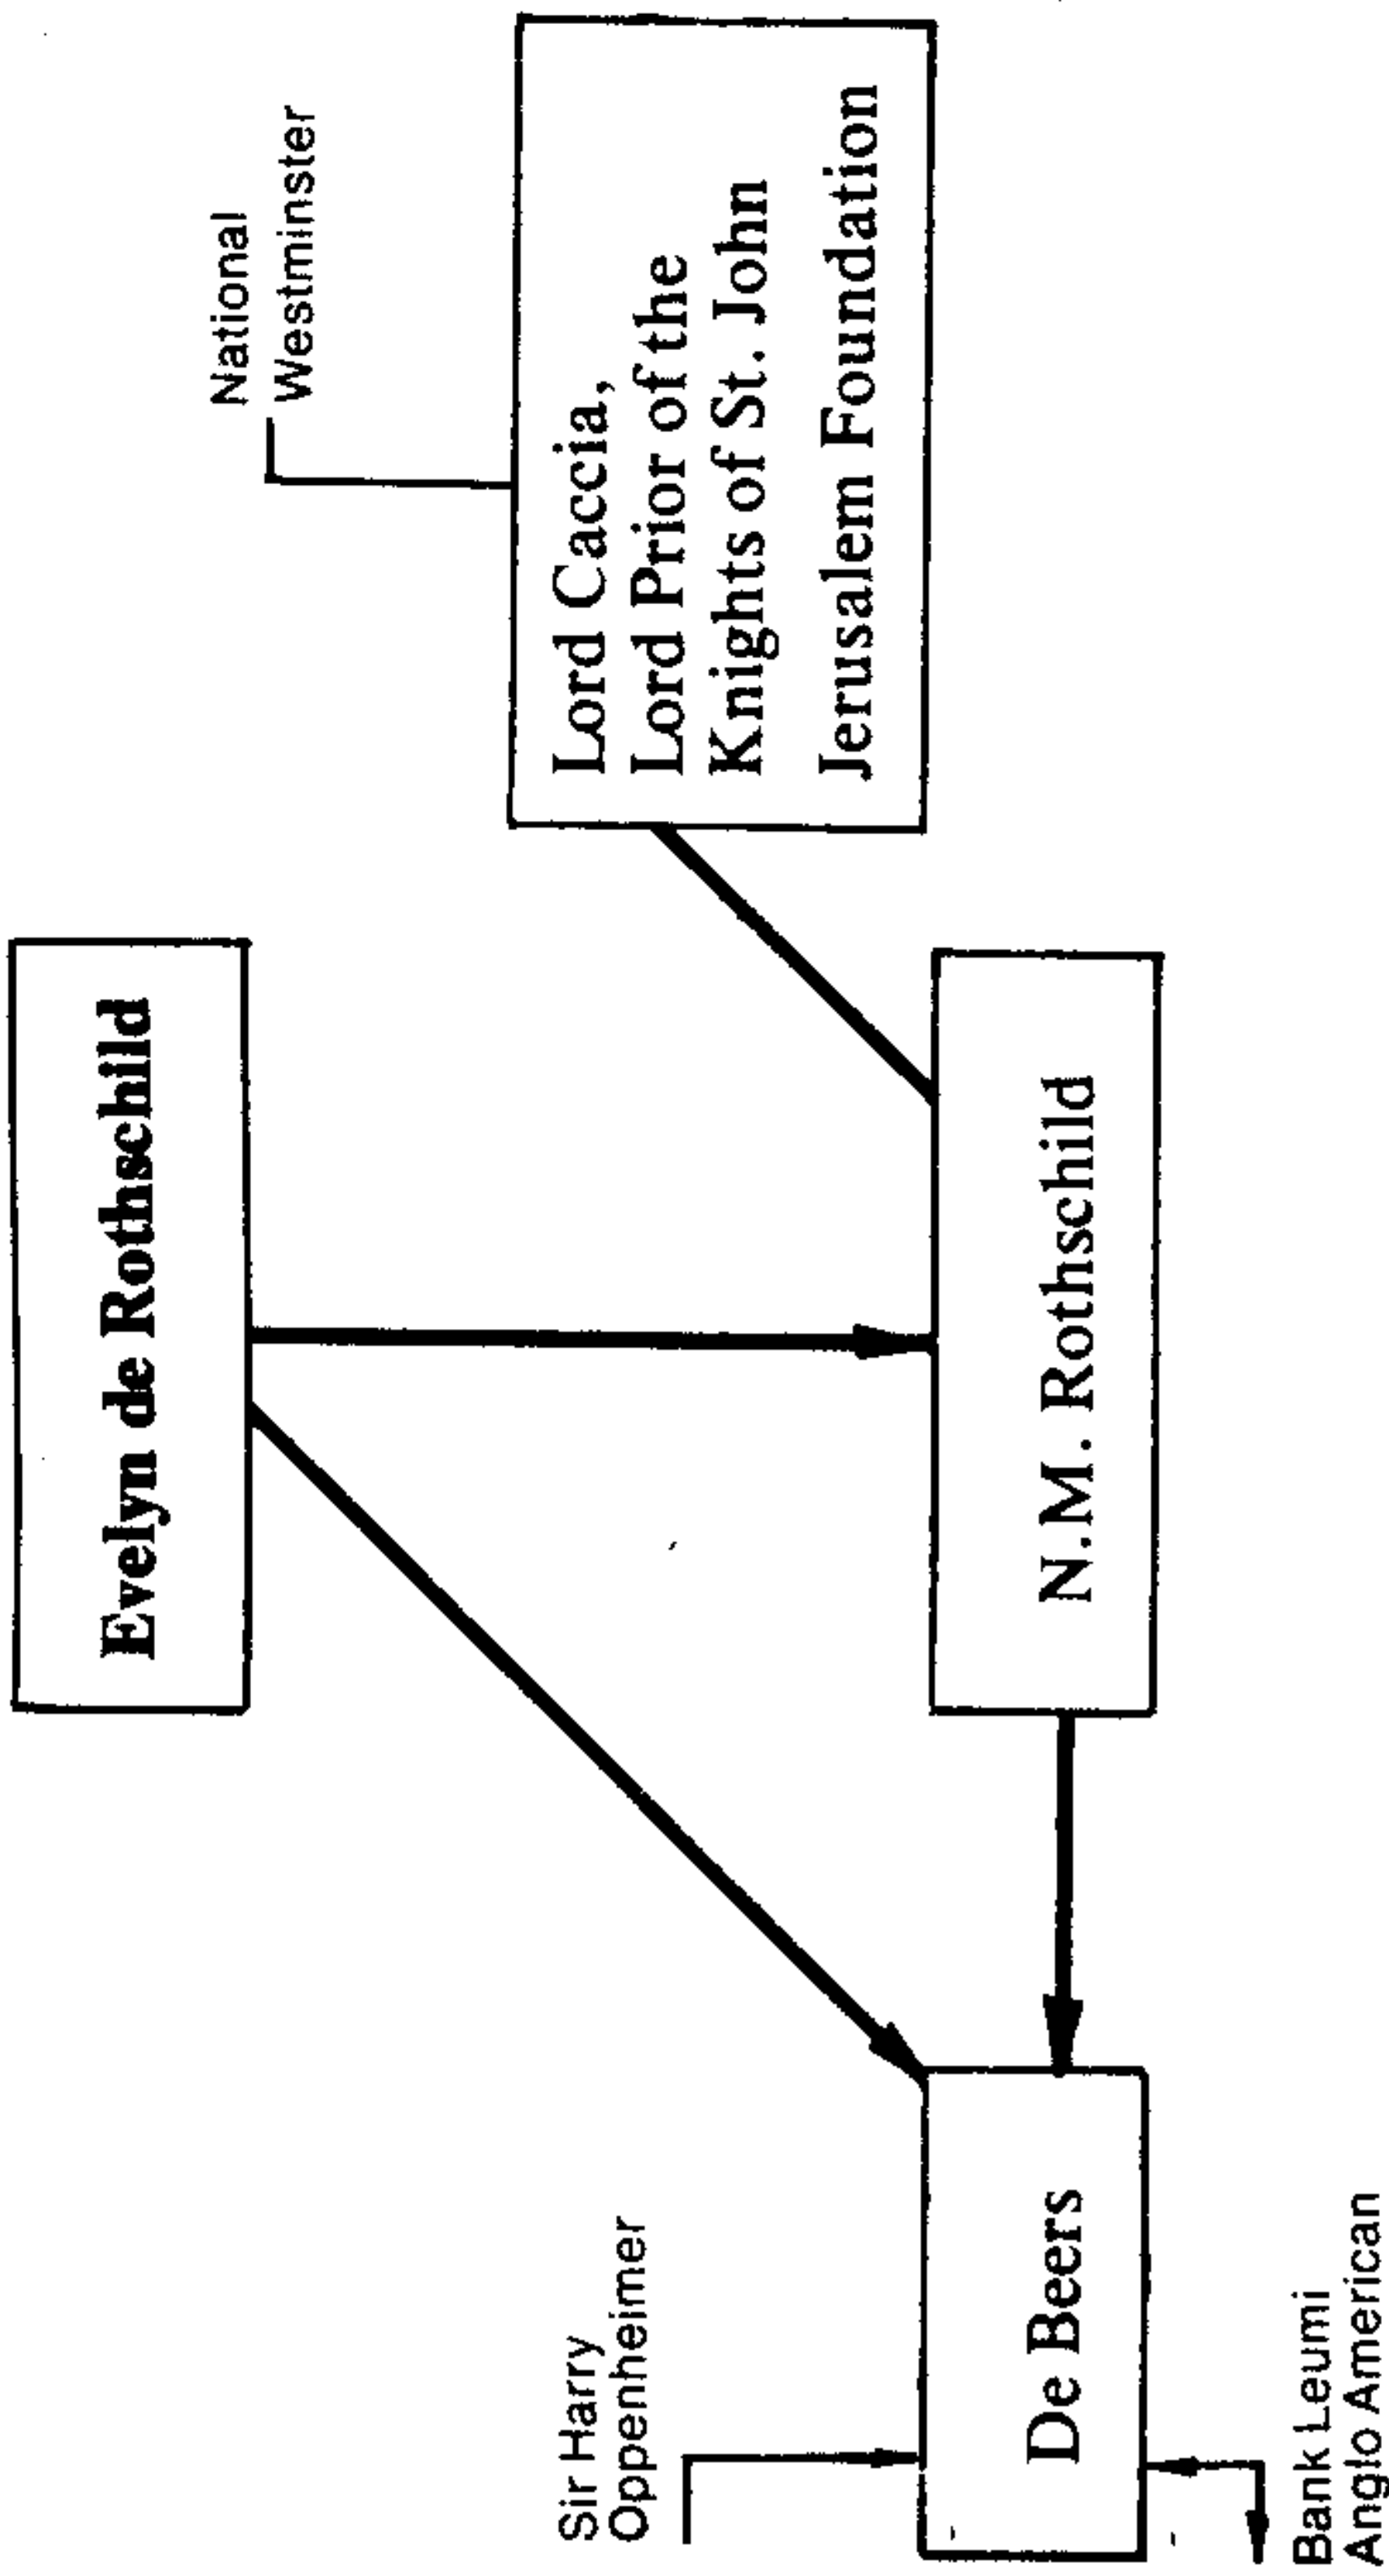 Evelyn de Rothschild
National
Westminster
Lord Caccia,
Lord Prior of the
Knights of St. John
Jerusalem Foundation
N.M. Rothschild
Sir Harry
Oppenheimer
De Beers
Bank Leumi
Anglo American